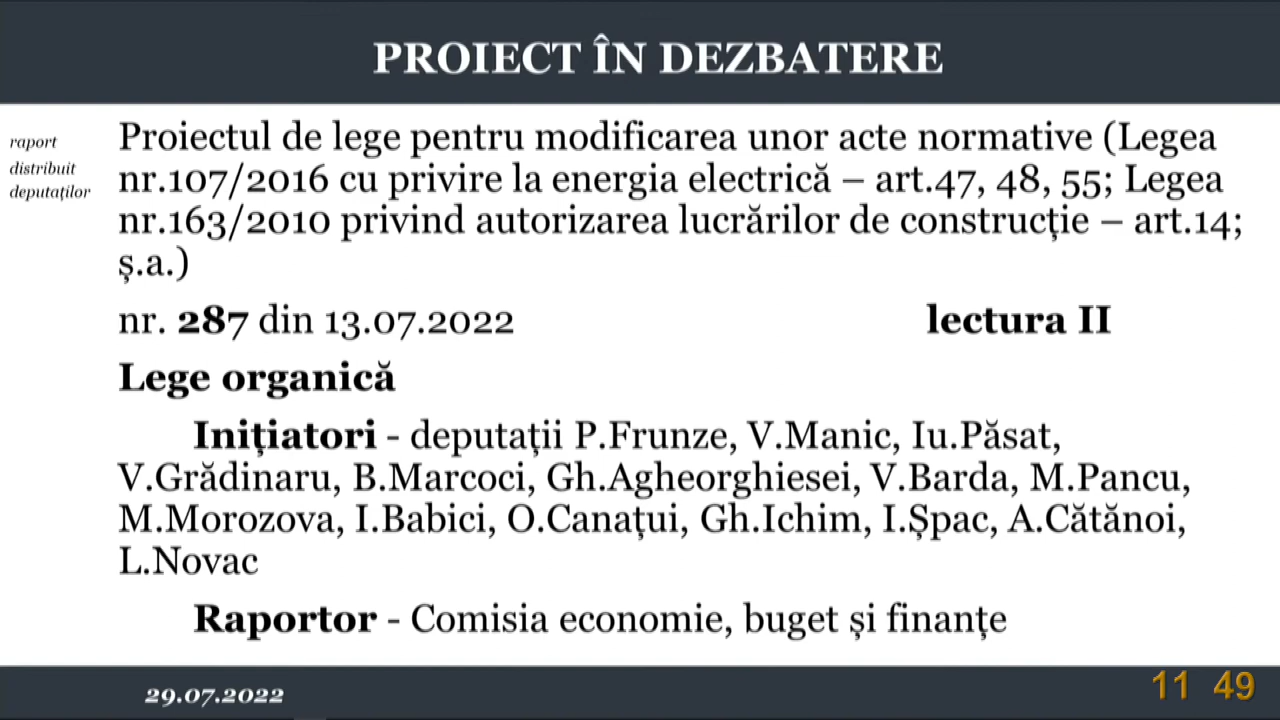 PROIECT ÎN DEZBATERE
raport
distribuit
deputaților
Proiectul de lege pentru modificarea unor acte normative (Legea
nr.107/2016 cu privire la energia electrică – art.47, 48, 55; Legea
nr.163/2010 privind autorizarea lucrărilor de construcție – art.14;
ș.a.)
nr. 287 din 13.07.2022 lectura II
Lege organică
Inițiatori - deputații P.Frunze, V.Manic, Iu.Păsat,
V.Grădinaru, B.Marcoci, Gh.Agheorghiesei, V.Barda, M.Pancu,
M.Morozova, I.Babici, O.Canațui, Gh.Ichim, I.Șpac, A.Cătănoi,
L.Novac
Raportor - Comisia economie, buget și finanțe
29.07.2022 11 49